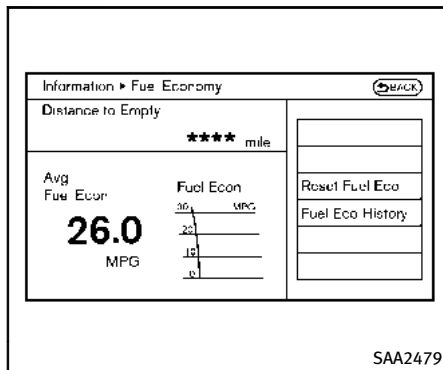 Information ▸ Fue Economy
BACK
Distance to Empty
**** mile
Avg
Fue Econ
26.0
MPG
Fuel Econ
30 MPG
20
10
0
Reset Fuel Eco
Fuel Eco History
SAA2479